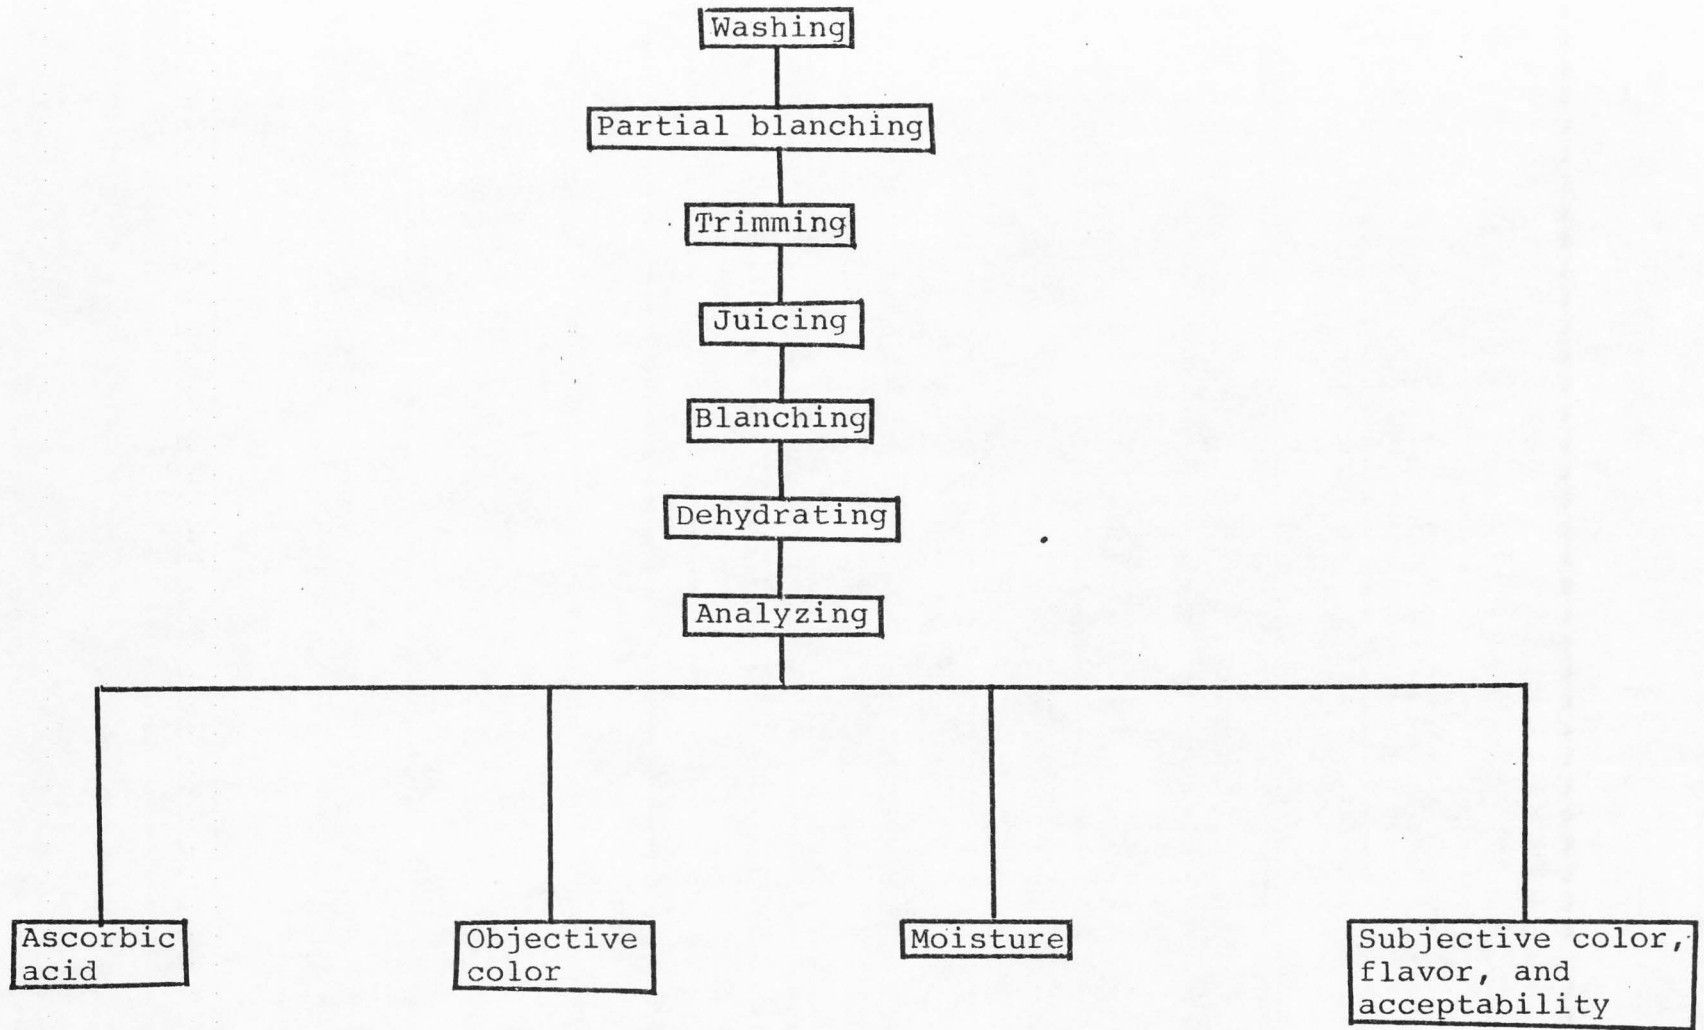 Washing
Partial blanching
Trimming
Juicing
Blanching
Dehydrating
Analyzing
Ascorbic
acid
Objective
color
Moisture
Subjective color,
flavor, and
acceptability